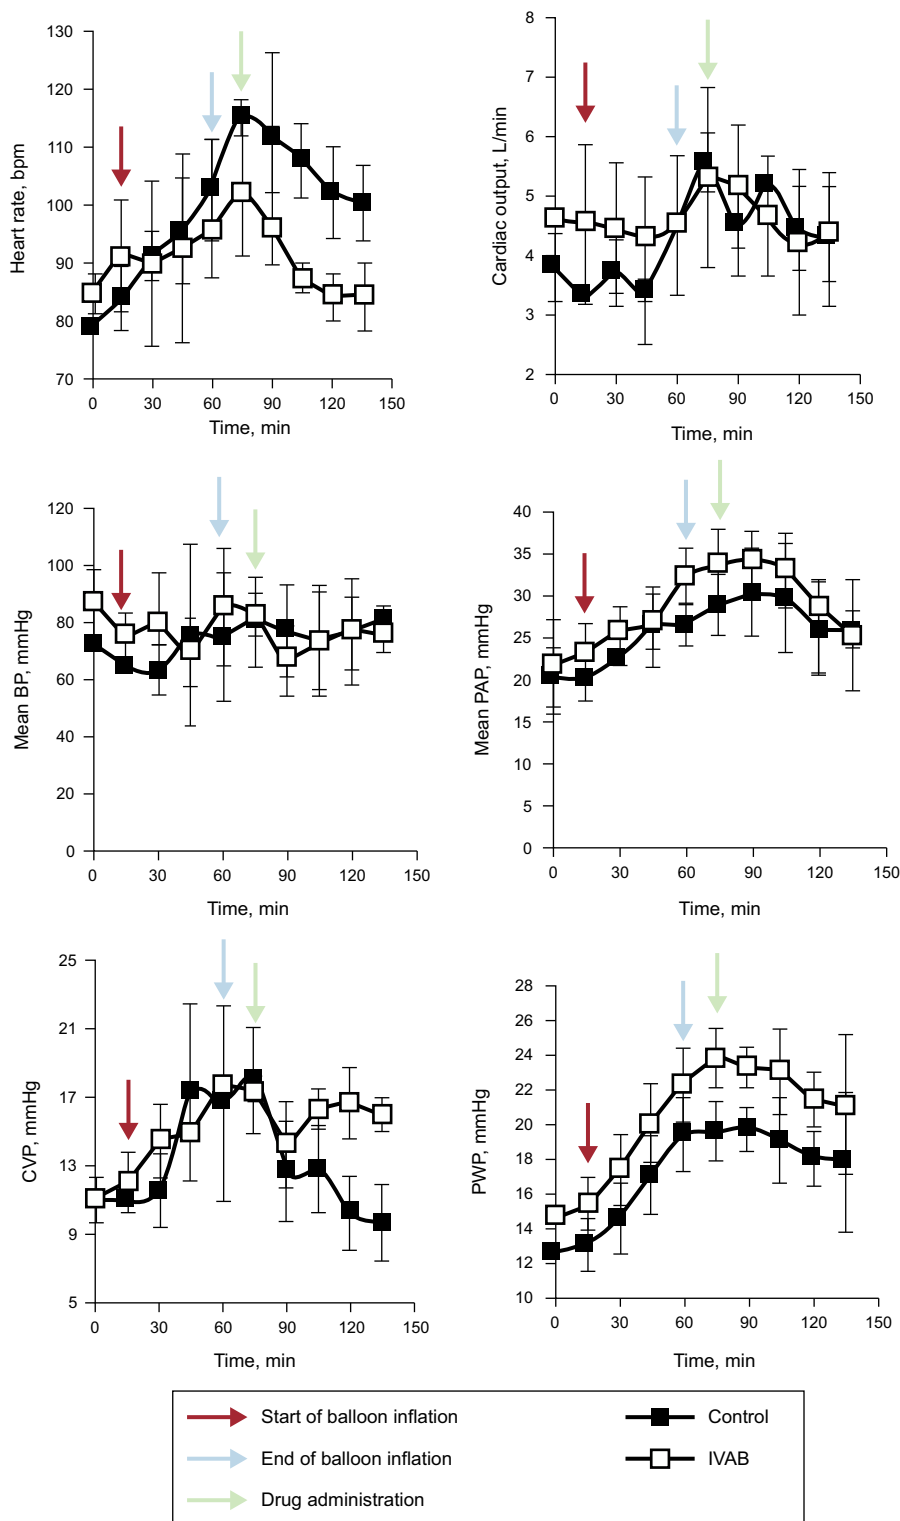 130
120
110
100
90
80
70
Heart rate, bpm
0 30 60 90 120 150
Time, min
8
7
6
5
4
3
2
Cardiac output, L/min
0 30 60 90 120 150
Time, min
120
100
80
60
40
20
0
Mean BP, mmHg
0 30 60 90 120 150
Time, min
40
35
30
25
20
15
10
5
0
Mean PAP, mmHg
0 30 60 90 120 150
Time, min
25
21
17
13
9
5
CVP, mmHg
0 30 60 90 120 150
Time, min
28
26
24
22
20
18
16
14
12
10
PWP, mmHg
0 30 60 90 120 150
Time, min
Start of balloon inflation
End of balloon inflation
Drug administration
Control
IVAB